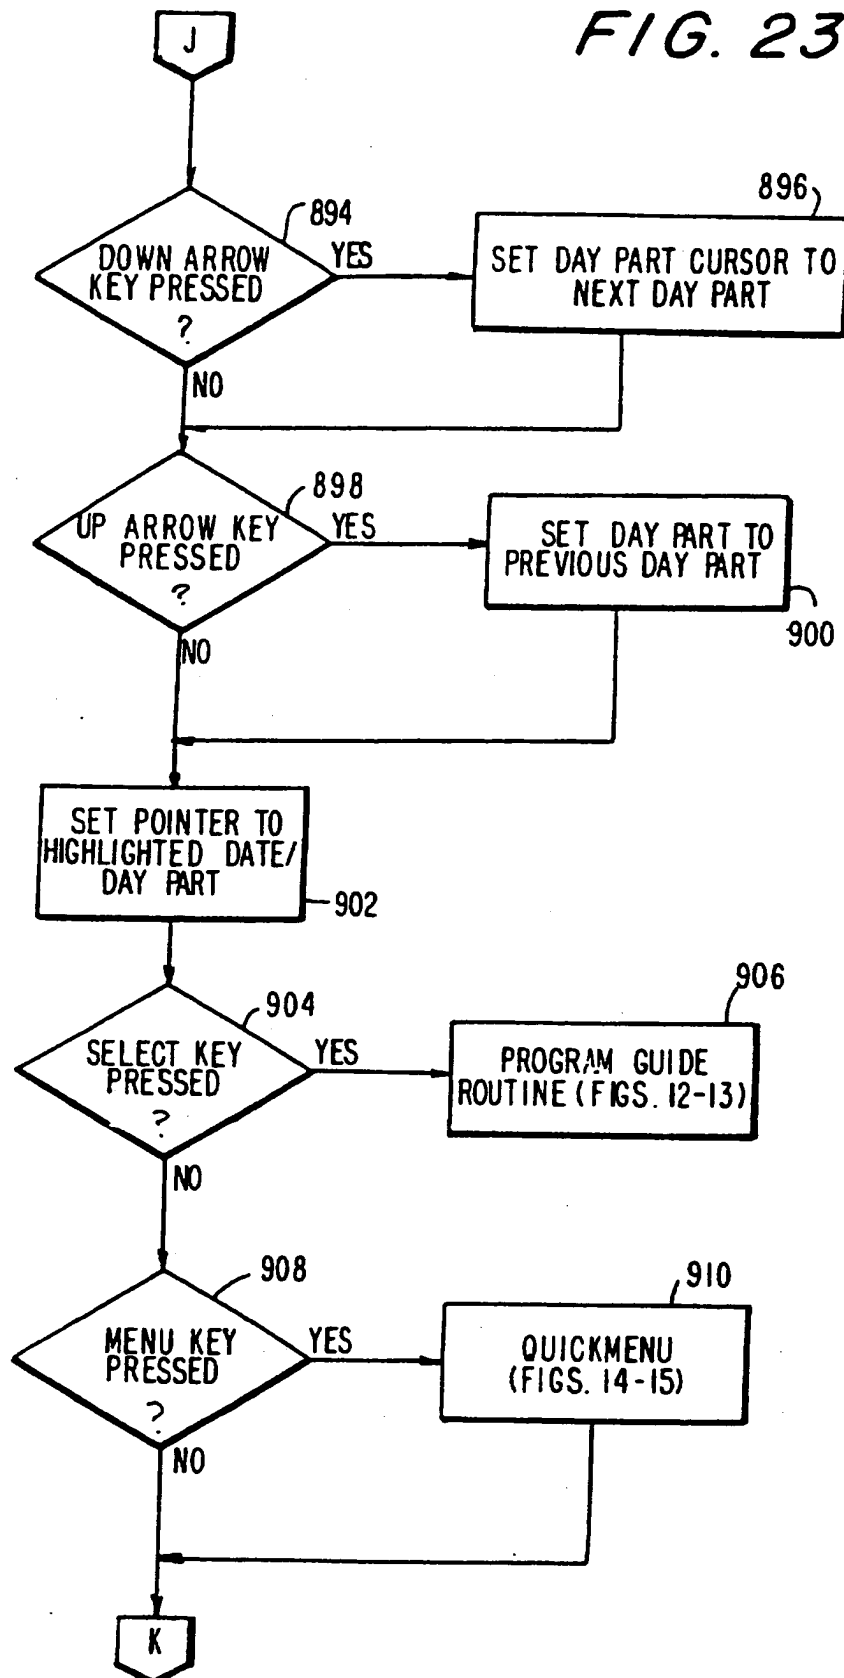 FIG. 23
J
894
DOWN ARROW
KEY PRESSED
?
YES
NO
896
SET DAY PART CURSOR TO
NEXT DAY PART
898
UP ARROW KEY
PRESSED
?
YES
NO
SET DAY PART TO
PREVIOUS DAY PART
900
SET POINTER TO
HIGHLIGHTED DATE/
DAY PART
902
904
SELECT KEY
PRESSED
?
YES
NO
906
PROGRAM GUIDE
ROUTINE (FIGS. 12-13)
908
MENU KEY
PRESSED
?
YES
NO
910
QUICKMENU
(FIGS. 14-15)
K